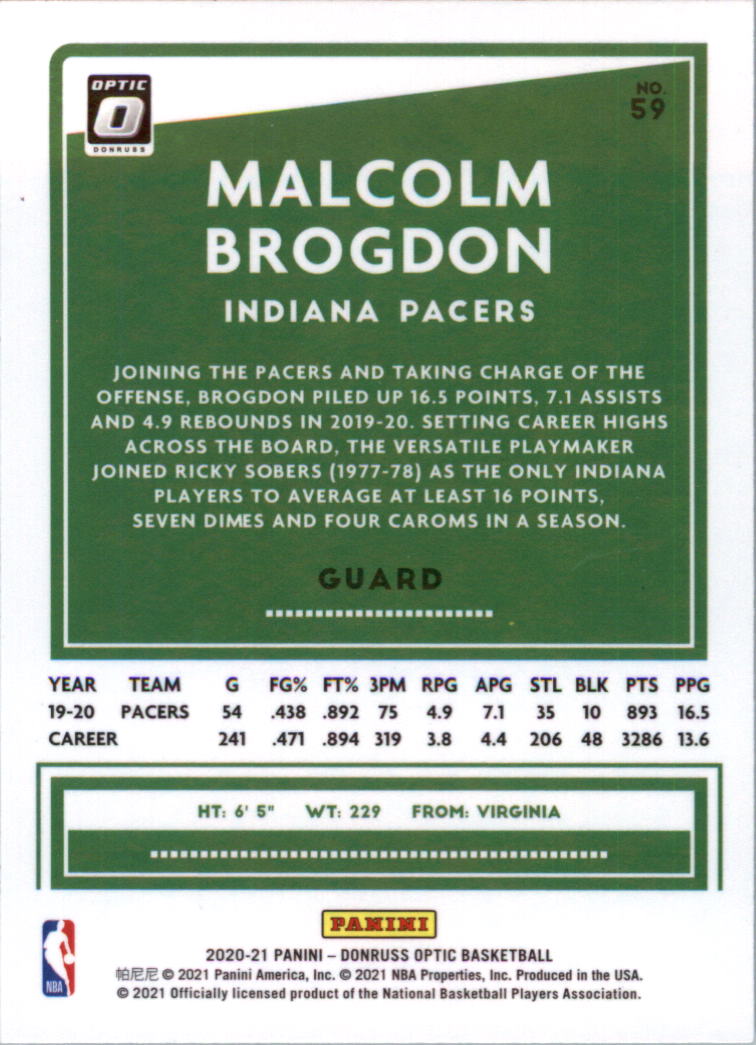 OPTIC
O
DONRUSS
NO.
59
MALCOLM
BROGDON
INDIANA PACERS
JOINING THE PACERS AND TAKING CHARGE OF THE
OFFENSE, BROGDON PILED UP 16.5 POINTS, 7.1 ASSISTS
AND 4.9 REBOUNDS IN 2019-20. SETTING CAREER HIGHS
ACROSS THE BOARD, THE VERSATILE PLAYMAKER
JOINED RICKY SOBERS (1977-78) AS THE ONLY INDIANA
PLAYERS TO AVERAGE AT LEAST 16 POINTS,
SEVEN DIMES AND FOUR CAROMS IN A SEASON.
GUARD
YEAR TEAM G FG% FT% 3PM RPG APG STL BLK PTS PPG
19-20 PACERS 54 .438 .892 75 4.9 7.1 35 10 893 16.5
CAREER 241 .471 .894 319 3.8 4.4 206 48 3286 13.6
HT: 6' 5" WT: 229 FROM: VIRGINIA
PANINI
NBA
2020-21 PANINI – DONRUSS OPTIC BASKETBALL
帕尼尼 © 2021 Panini America, Inc. © 2021 NBA Properties, Inc. Produced in the USA.
© 2021 Officially licensed product of the National Basketball Players Association.